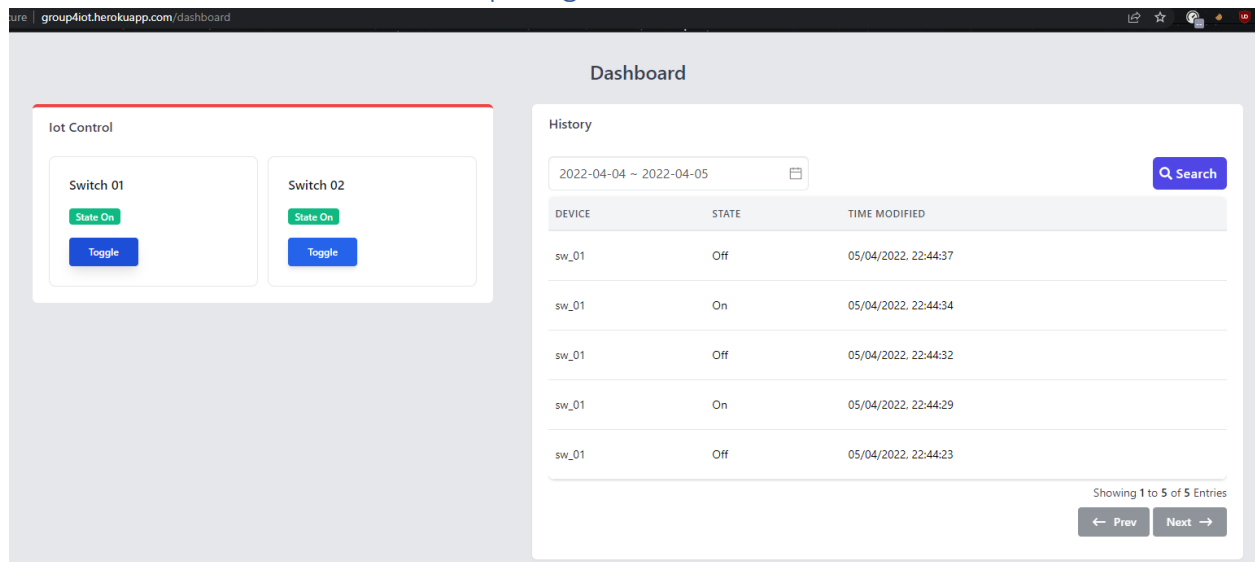 group4iot.herokuapp.com/dashboard
Dashboard
Iot Control
Switch 01
State On
Toggle
Switch 02
State On
Toggle
History
2022-04-04 ~ 2022-04-05
Search
DEVICE STATE TIME MODIFIED
sw_01 Off 05/04/2022, 22:44:37
sw_01 On 05/04/2022, 22:44:34
sw_01 Off 05/04/2022, 22:44:32
sw_01 On 05/04/2022, 22:44:29
sw_01 Off 05/04/2022, 22:44:23
Showing 1 to 5 of 5 Entries
← Prev Next →